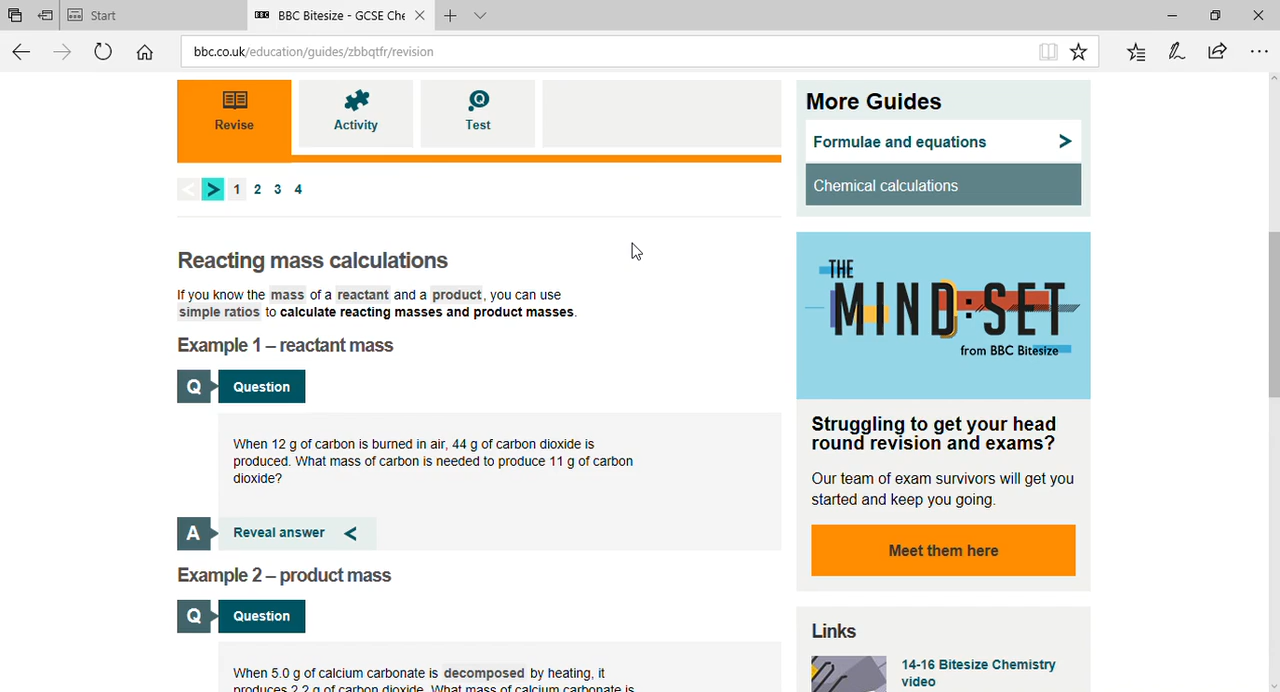 Start
BBC BBC Bitesize - GCSE Che
bbc.co.uk/education/guides/zbbqtfr/revision
Revise
Activity
Test
< > 1 2 3 4
Reacting mass calculations
If you know the mass of a reactant and a product, you can use
simple ratios to calculate reacting masses and product masses.
Example 1 – reactant mass
Q Question
When 12 g of carbon is burned in air, 44 g of carbon dioxide is
produced. What mass of carbon is needed to produce 11 g of carbon
dioxide?
A Reveal answer <
Example 2 – product mass
Q Question
When 5.0 g of calcium carbonate is decomposed by heating, it
produces 2.2 g of carbon dioxide. What mass of calcium carbonate is
More Guides
Formulae and equations >
Chemical calculations
THE
MIND:SET
from BBC Bitesize
Struggling to get your head
round revision and exams?
Our team of exam survivors will get you
started and keep you going.
Meet them here
Links
14-16 Bitesize Chemistry
video